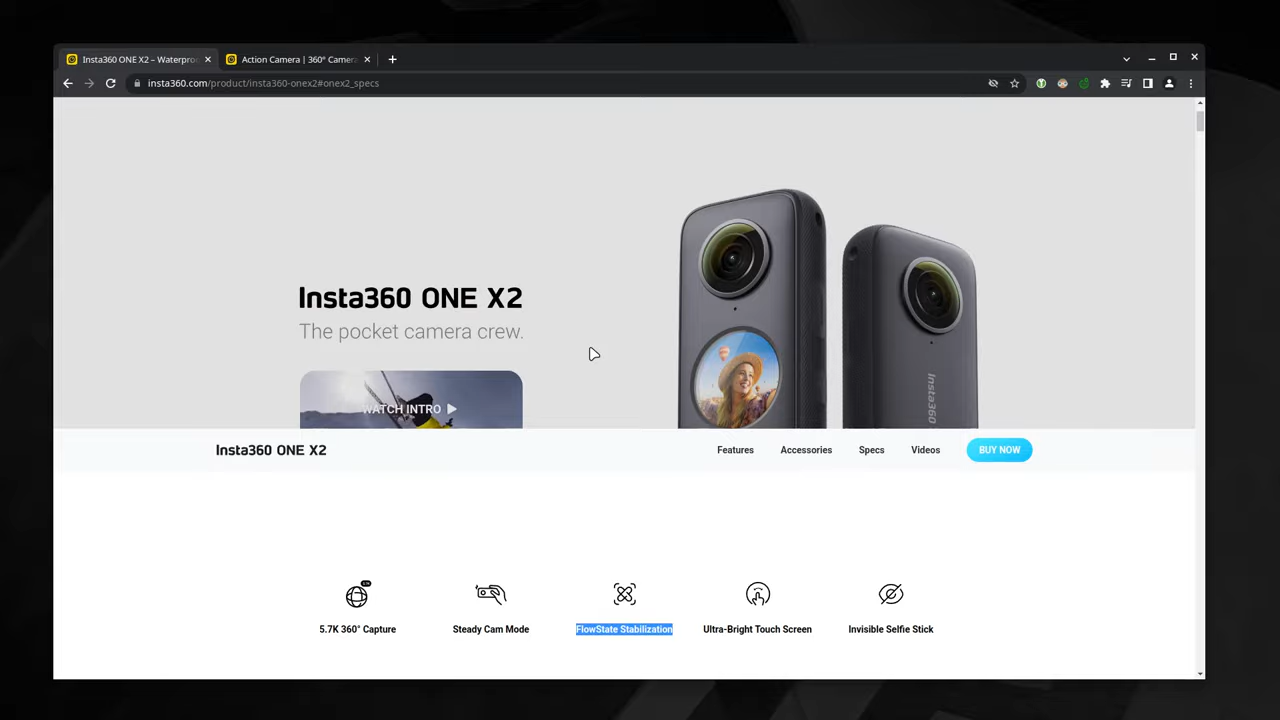 Insta360 ONE X2 – Waterpro
Action Camera | 360° Camera
insta360.com/product/insta360-onex2#onex2_specs
Insta360 ONE X2
The pocket camera crew.
WATCH INTRO
Insta360
Insta360 ONE X2
Features
Accessories
Specs
Videos
BUY NOW
5.7K 360° Capture
Steady Cam Mode
FlowState Stabilization
Ultra-Bright Touch Screen
Invisible Selfie Stick